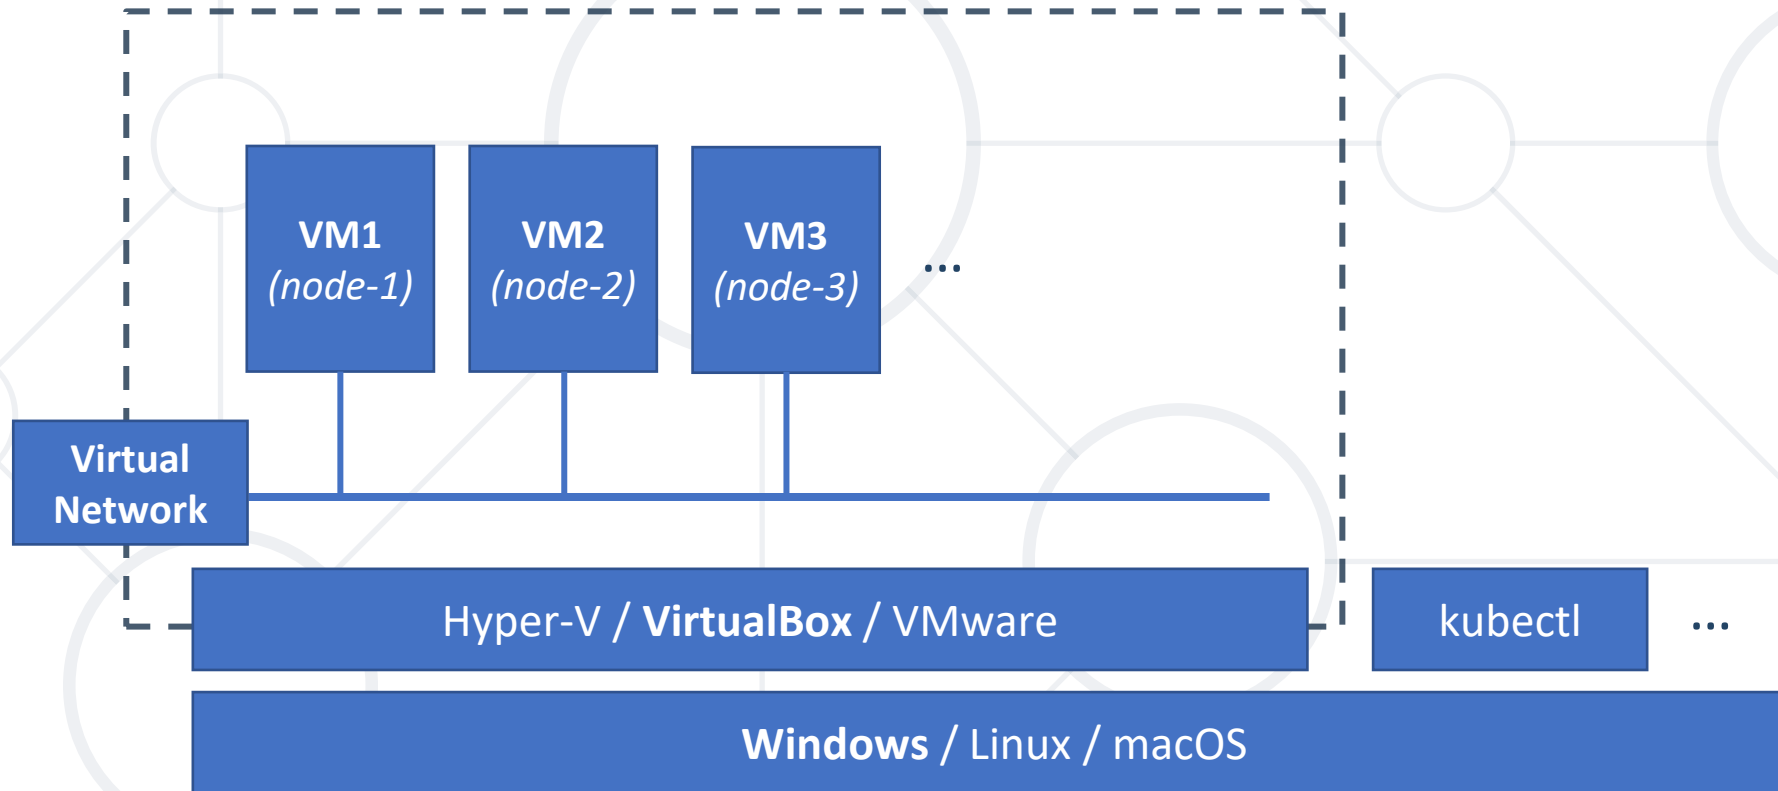 VM1
(node-1)
VM2
(node-2)
VM3
(node-3)
...
Virtual
Network
Hyper-V / VirtualBox / VMware
kubectl
...
Windows / Linux / macOS